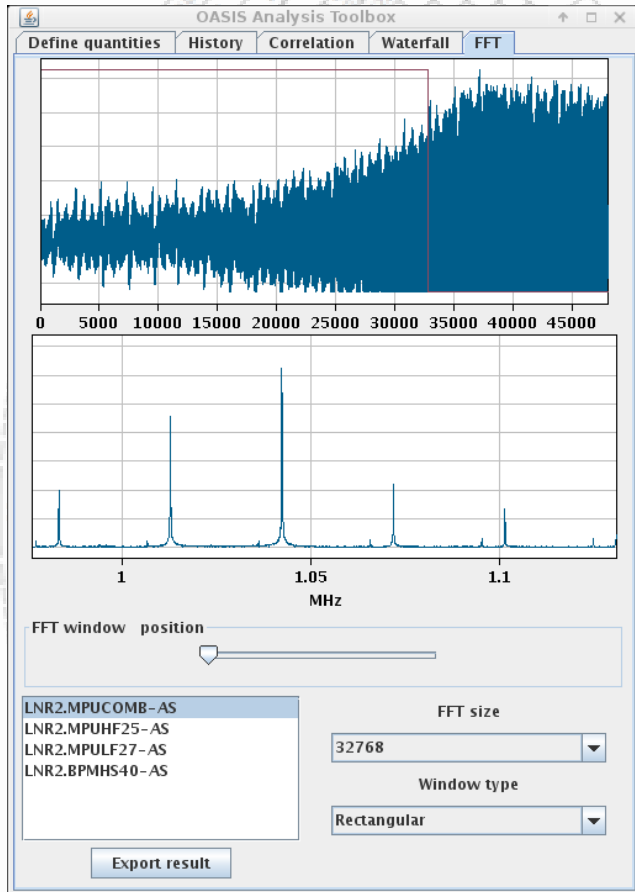 OASIS Analysis Toolbox
Define quantities History Correlation Waterfall FFT
0 5000 10000 15000 20000 25000 30000 35000 40000 45000
1 1.05 1.1
MHz
FFT window position
LNR2.MPUCOMB-AS
LNR2.MPUHF25-AS
LNR2.MPULF27-AS
LNR2.BPMHS40-AS
FFT size
32768
Window type
Rectangular
Export result